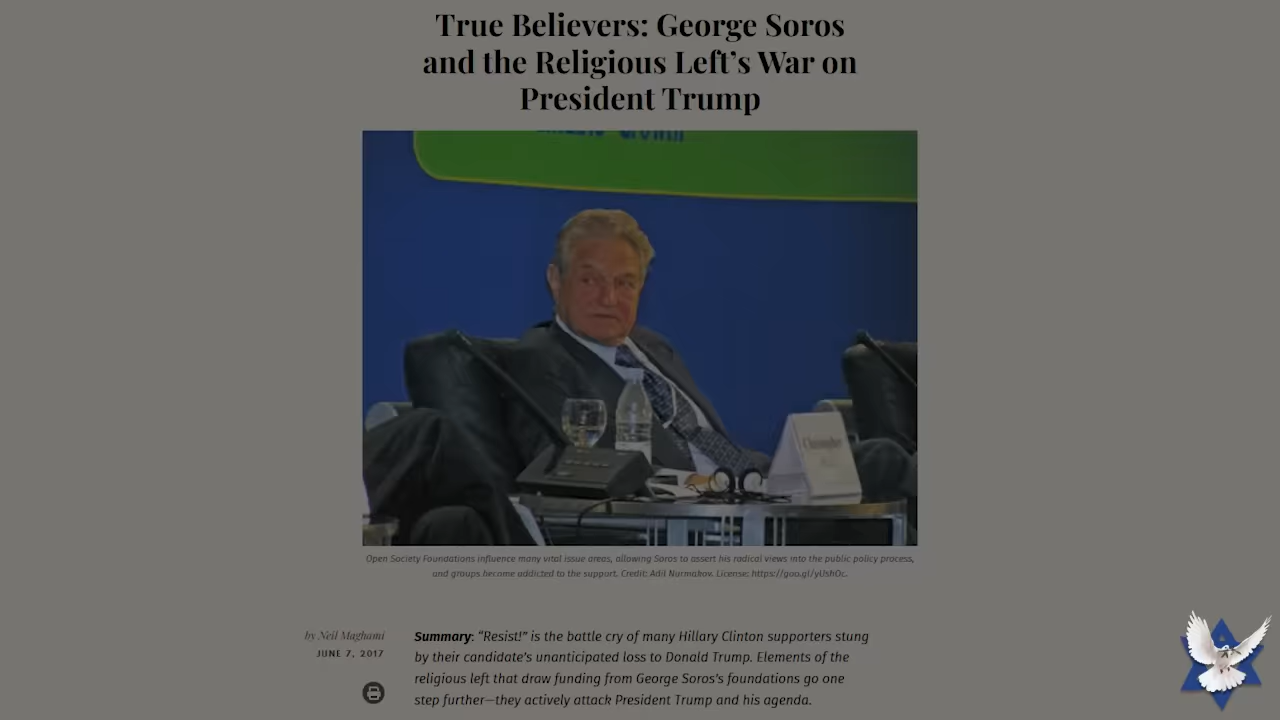 True Believers: George Soros
and the Religious Left's War on
President Trump
Growth
Christopher
Open Society Foundations influence many vital issue areas, allowing Soros to assert his radical views into the public policy process,
and groups become addicted to the support. Credit: Adil Nurmakov. License: https://goo.gl/yUshDc.
by Neil Maghami
JUNE 7, 2017
Summary: “Resist!” is the battle cry of many Hillary Clinton supporters stung
by their candidate's unanticipated loss to Donald Trump. Elements of the
religious left that draw funding from George Soros's foundations go one
step further—they actively attack President Trump and his agenda.